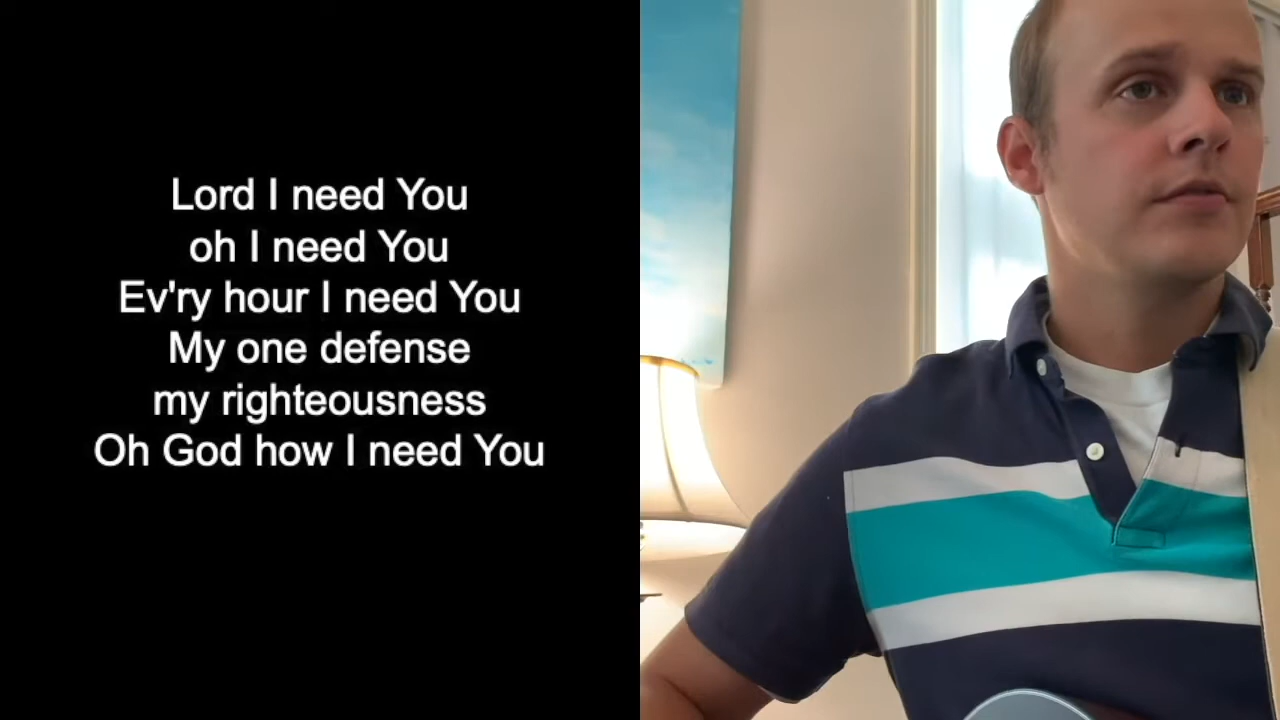 Lord I need You
oh I need You
Ev'ry hour I need You
My one defense
my righteousness
Oh God how I need You